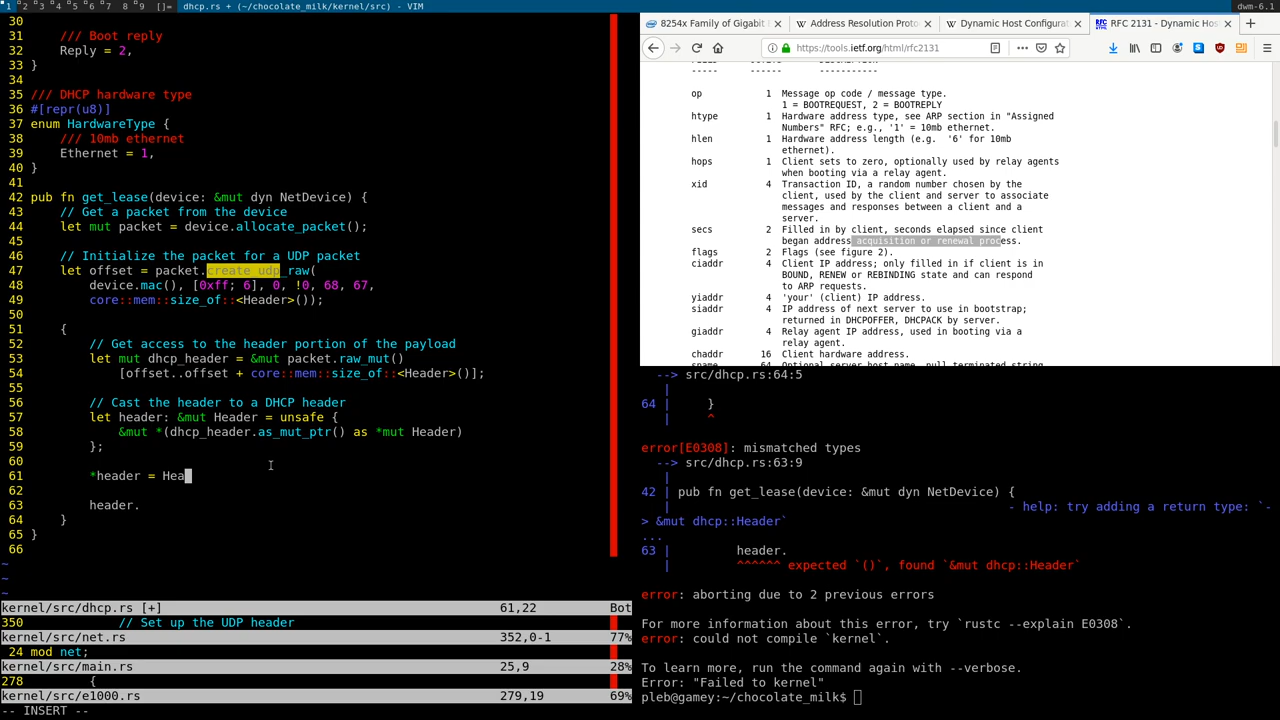 1 2 3 4 5 6 7 8 9 []= dhcp.rs + (~/chocolate_milk/kernel/src) - VIM dwm-6.1
30
31     /// Boot reply
32     Reply = 2,
33 }
34
35 /// DHCP hardware type
36 #[repr(u8)]
37 enum HardwareType {
38     /// 10mb ethernet
39     Ethernet = 1,
40 }
41
42 pub fn get_lease(device: &mut dyn NetDevice) {
43     // Get a packet from the device
44     let mut packet = device.allocate_packet();
45
46     // Initialize the packet for a UDP packet
47     let offset = packet.create_udp_raw(
48         device.mac(), [0xff; 6], 0, !0, 68, 67,
49         core::mem::size_of::<Header>());
50
51     {
52         // Get access to the header portion of the payload
53         let mut dhcp_header = &mut packet.raw_mut()
54             [offset..offset + core::mem::size_of::<Header>()];
55
56         // Cast the header to a DHCP header
57         let header: &mut Header = unsafe {
58             &mut *(dhcp_header.as_mut_ptr() as *mut Header)
59         };
60
61         *header = Hea
62
63         header.
64     }
65 }
66
~
~
~
kernel/src/dhcp.rs [+] 61,22 Bot
350             // Set up the UDP header
kernel/src/net.rs 352,0-1 77%
24 mod net;
kernel/src/main.rs 25,9 28%
278         {
kernel/src/e1000.rs 279,19 69%
-- INSERT --
8254x Family of Gigabit
Address Resolution Proto
Dynamic Host Configurat
RFC 2131 - Dynamic Hos
https://tools.ietf.org/html/rfc2131
----- ------ -----------
op 1 Message op code / message type.
1 = BOOTREQUEST, 2 = BOOTREPLY
htype 1 Hardware address type, see ARP section in "Assigned
Numbers" RFC; e.g., '1' = 10mb ethernet.
hlen 1 Hardware address length (e.g. '6' for 10mb
ethernet).
hops 1 Client sets to zero, optionally used by relay agents
when booting via a relay agent.
xid 4 Transaction ID, a random number chosen by the
client, used by the client and server to associate
messages and responses between a client and a
server.
secs 2 Filled in by client, seconds elapsed since client
began address acquisition or renewal process.
flags 2 Flags (see figure 2).
ciaddr 4 Client IP address; only filled in if client is in
BOUND, RENEW or REBINDING state and can respond
to ARP requests.
yiaddr 4 'your' (client) IP address.
siaddr 4 IP address of next server to use in bootstrap;
returned in DHCPOFFER, DHCPACK by server.
giaddr 4 Relay agent IP address, used in booting via a
relay agent.
chaddr 16 Client hardware address.
--> src/dhcp.rs:64:5
|
64 |     }
|     ^
error[E0308]: mismatched types
--> src/dhcp.rs:63:9
|
42 | pub fn get_lease(device: &mut dyn NetDevice) {
| - help: try adding a return type: `-
> &mut dhcp::Header`
...
63 |         header.
|         ^^^^^^ expected `()`, found `&mut dhcp::Header`
error: aborting due to 2 previous errors
For more information about this error, try `rustc --explain E0308`.
error: could not compile `kernel`.
To learn more, run the command again with --verbose.
Error: "Failed to kernel"
pleb@gamey:~/chocolate_milk$